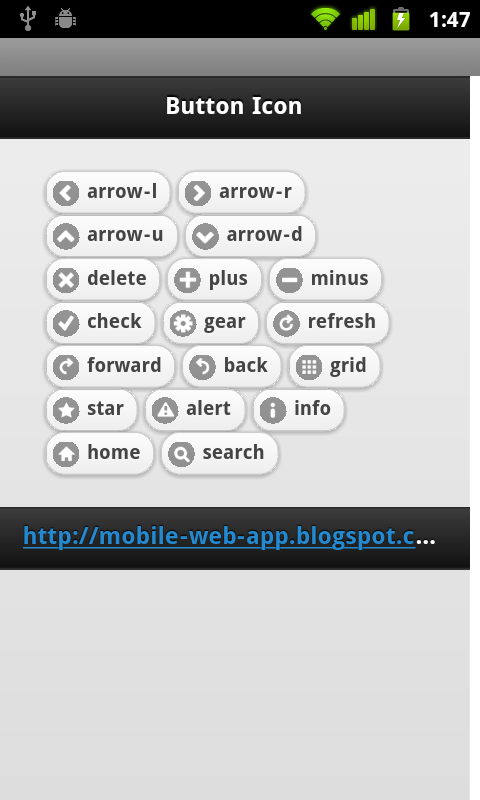 1:47
Button Icon
arrow-l arrow-r
arrow-u arrow-d
delete plus minus
check gear refresh
forward back grid
star alert info
home search
http://mobile-web-app.blogspot.c...